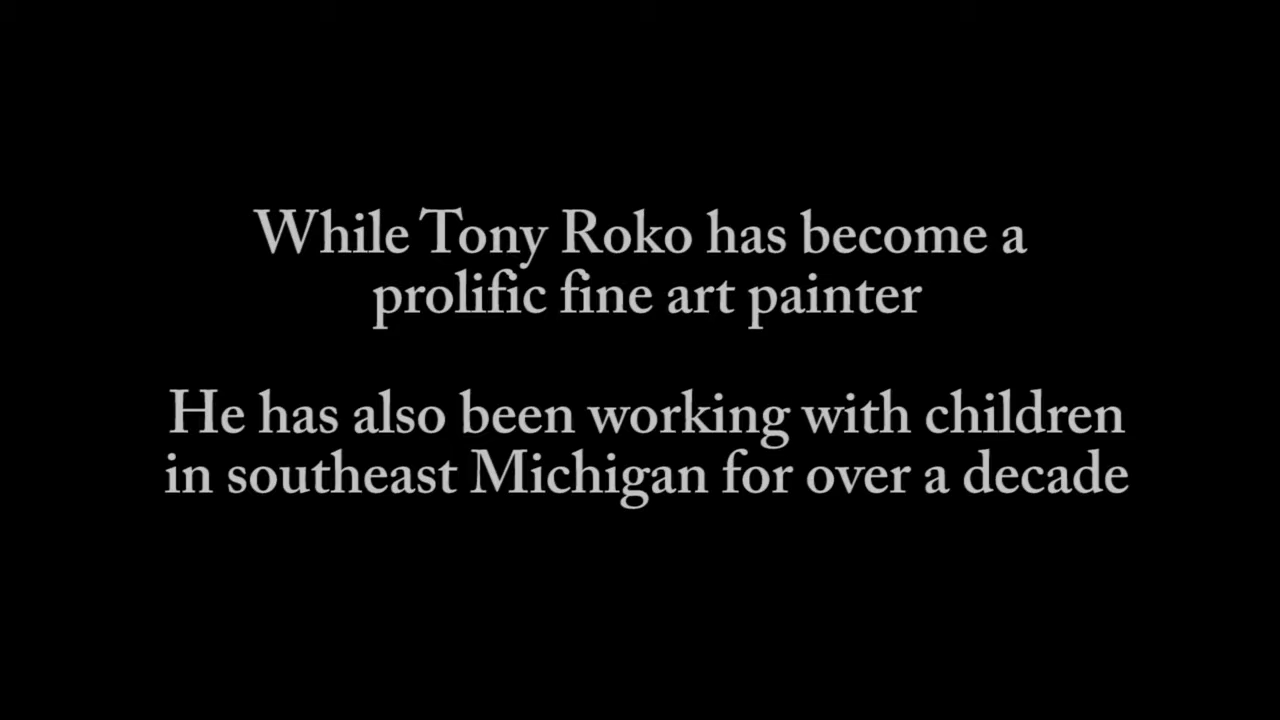 While Tony Roko has become a
prolific fine art painter
He has also been working with children
in southeast Michigan for over a decade